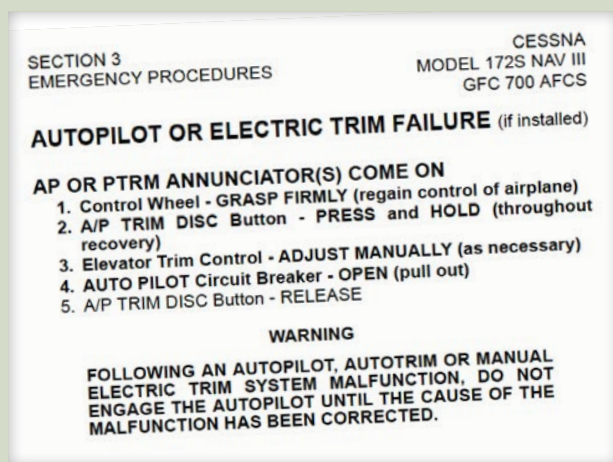 SECTION 3
EMERGENCY PROCEDURES
CESSNA
MODEL 172S NAV III
GFC 700 AFCS
AUTOPILOT OR ELECTRIC TRIM FAILURE (if installed)
AP OR PTRM ANNUNCIATOR(S) COME ON
1. Control Wheel - GRASP FIRMLY (regain control of airplane)
2. A/P TRIM DISC Button - PRESS and HOLD (throughout
recovery)
3. Elevator Trim Control - ADJUST MANUALLY (as necessary)
4. AUTO PILOT Circuit Breaker - OPEN (pull out)
5. A/P TRIM DISC Button - RELEASE
WARNING
FOLLOWING AN AUTOPILOT, AUTOTRIM OR MANUAL
ELECTRIC TRIM SYSTEM MALFUNCTION, DO NOT
ENGAGE THE AUTOPILOT UNTIL THE CAUSE OF THE
MALFUNCTION HAS BEEN CORRECTED.